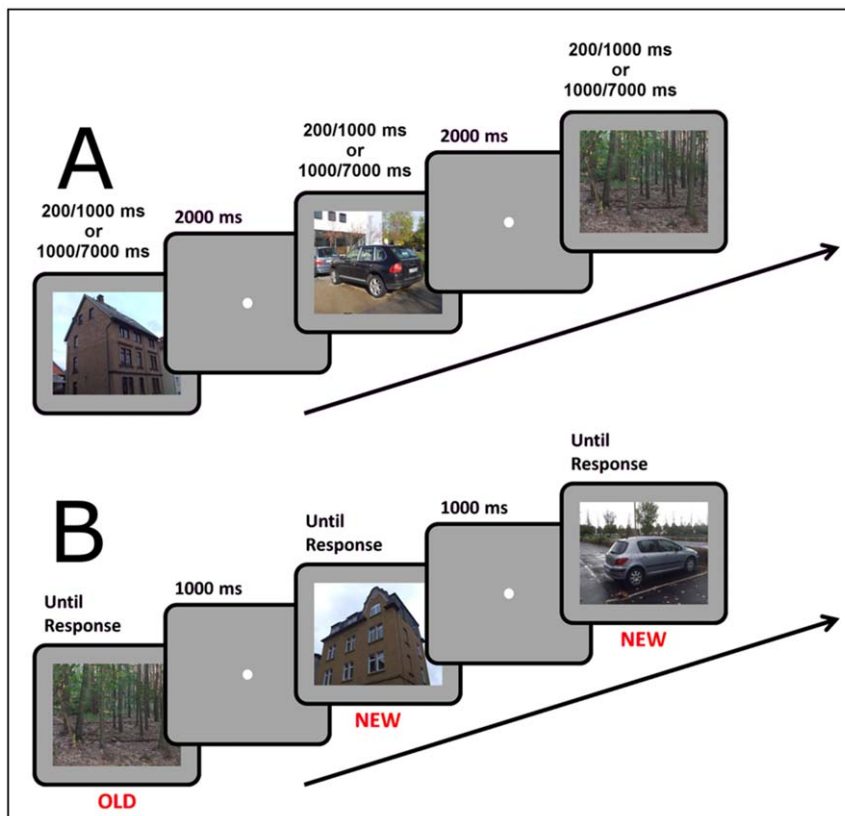 A
200/1000 ms
or
1000/7000 ms
2000 ms
200/1000 ms
or
1000/7000 ms
2000 ms
200/1000 ms
or
1000/7000 ms
B
Until
Response
OLD
1000 ms
Until
Response
NEW
1000 ms
Until
Response
NEW